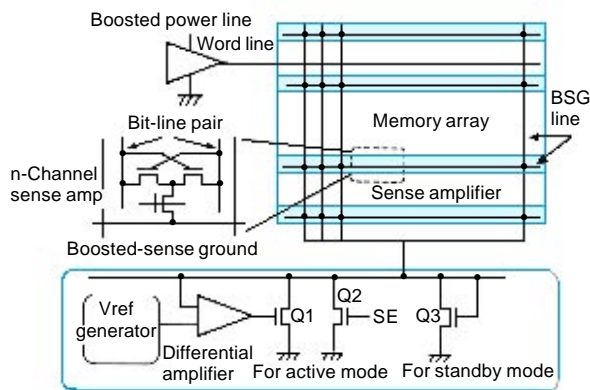 Boosted power line
Word line
BSG
line
Memory array
Bit-line pair
n-Channel
sense amp
Sense amplifier
Boosted-sense ground
Vref
generator
Differential
amplifier
Q1
Q2
SE
Q3
For active mode
For standby mode